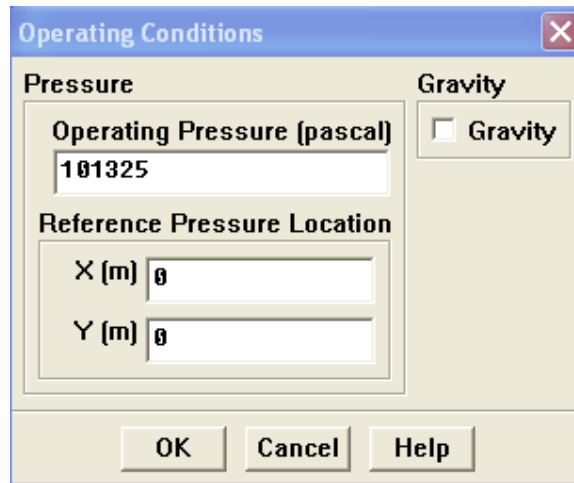 Operating Conditions
Pressure
Operating Pressure (pascal)
101325
Reference Pressure Location
X (m) 0
Y (m) 0
Gravity
Gravity
OK Cancel Help